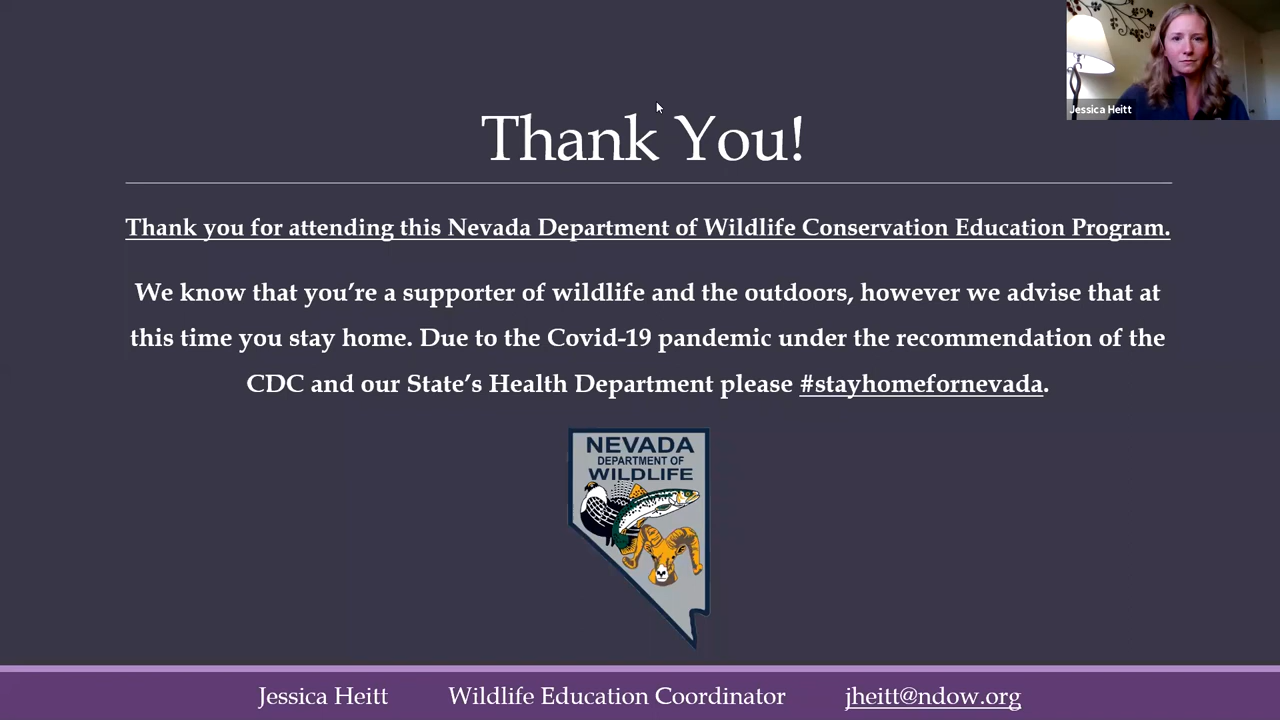 Jessica Heitt
Thank You!
Thank you for attending this Nevada Department of Wildlife Conservation Education Program.
We know that you’re a supporter of wildlife and the outdoors, however we advise that at
this time you stay home. Due to the Covid-19 pandemic under the recommendation of the
CDC and our State’s Health Department please #stayhomefornevada.
NEVADA
DEPARTMENT OF
WILDLIFE
Jessica Heitt Wildlife Education Coordinator jheitt@ndow.org